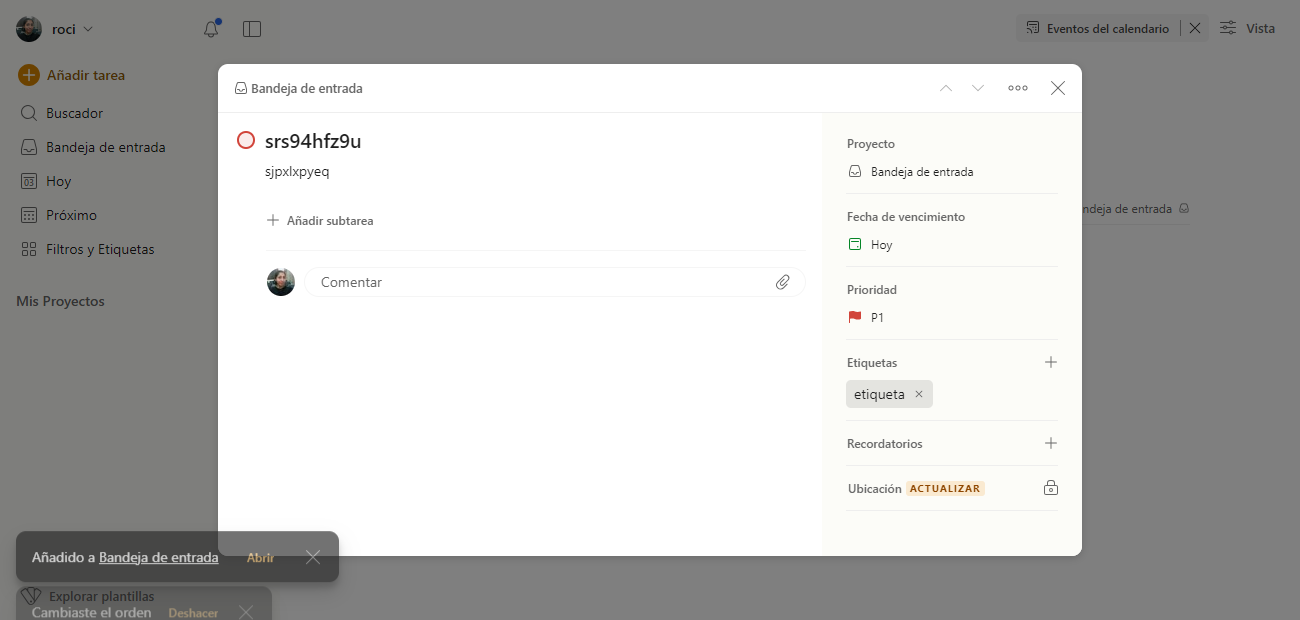 roci
Eventos del calendario
Vista
Añadir tarea
Buscador
Bandeja de entrada
03
Hoy
Próximo
Filtros y Etiquetas
Mis Proyectos
Bandeja de entrada
srs94hfz9u
sjpxlxpyeq
Añadir subtarea
Comentar
Proyecto
Bandeja de entrada
Fecha de vencimiento
Hoy
Prioridad
P1
Etiquetas
etiqueta
Recordatorios
Ubicación ACTUALIZAR
ndeja de entrada
Añadido a Bandeja de entrada Abrir
Explorar plantillas
Cambiaste el orden Deshacer